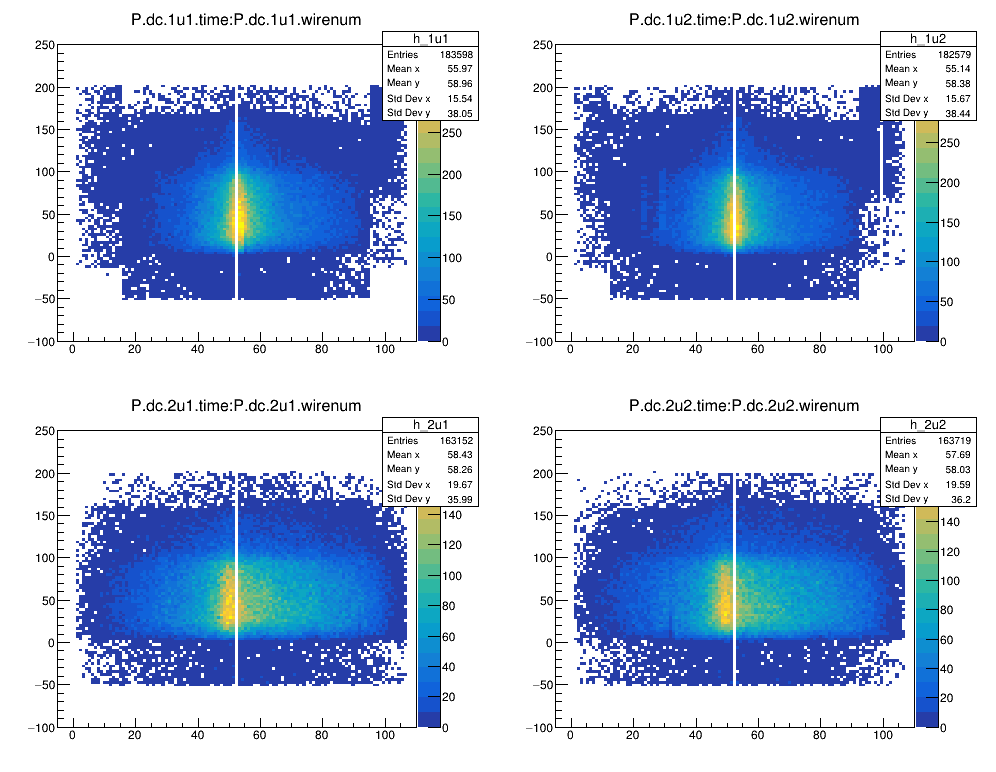 P.dc.1u1.time:P.dc.1u1.wirenum
h_1u1
Entries 183598
Mean x 55.97
Mean y 58.96
Std Dev x 15.54
Std Dev y 38.05
250
200
150
100
50
0
−50
−100
0 20 40 60 80 100
250
200
150
100
50
0
P.dc.1u2.time:P.dc.1u2.wirenum
h_1u2
Entries 182579
Mean x 55.14
Mean y 58.38
Std Dev x 15.67
Std Dev y 38.44
250
200
150
100
50
0
−50
−100
0 20 40 60 80 100
250
200
150
100
50
0
P.dc.2u1.time:P.dc.2u1.wirenum
h_2u1
Entries 163152
Mean x 58.43
Mean y 58.26
Std Dev x 19.67
Std Dev y 35.99
250
200
150
100
50
0
−50
−100
0 20 40 60 80 100
140
120
100
80
60
40
20
0
P.dc.2u2.time:P.dc.2u2.wirenum
h_2u2
Entries 163719
Mean x 57.69
Mean y 58.03
Std Dev x 19.59
Std Dev y 36.2
250
200
150
100
50
0
−50
−100
0 20 40 60 80 100
140
120
100
80
60
40
20
0